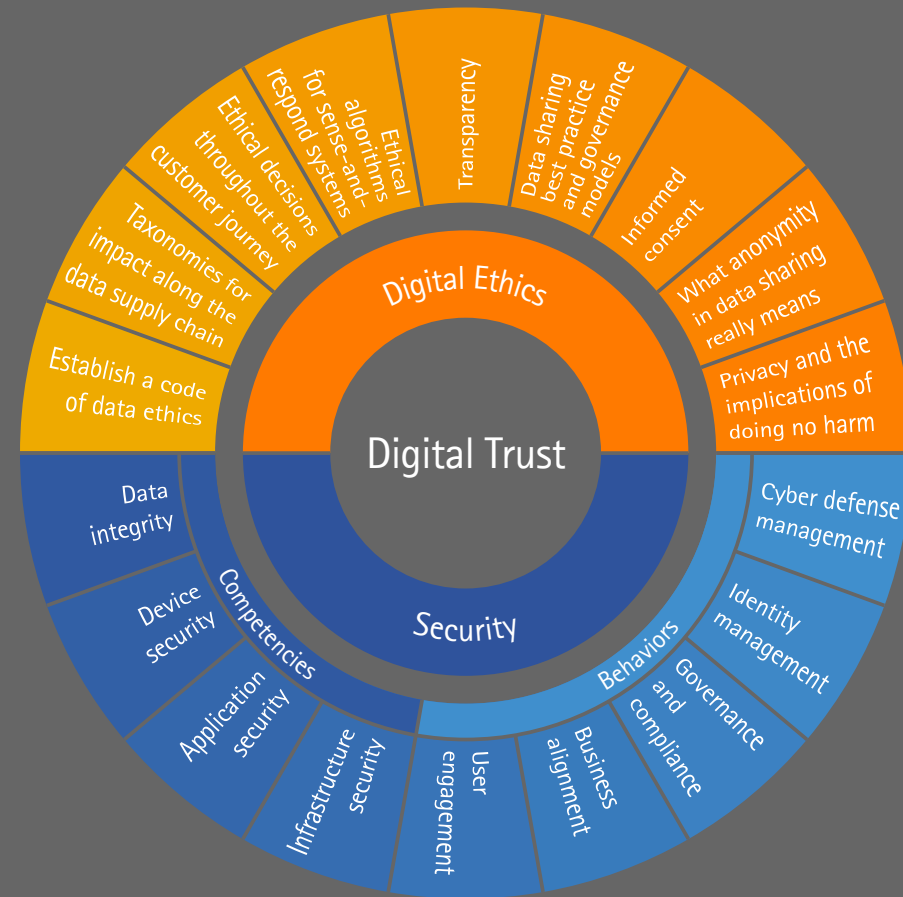 Establish a code
of data ethics
Taxonomies for
impact along the
data supply chain
Ethical decisions
throughout the
customer journey
Ethical
algorithms
for sense-and-
respond systems
Transparency
Data sharing
best practice
and governance
models
Informed
consent
What anonymity
in data sharing
really means
Privacy and the
implications of
doing no harm
Digital Ethics
Digital Trust
Security
Competencies
Behaviors
Data
integrity
Device
security
Application
security
Infrastructure
security
User
engagement
Business
alignment
Governance
and
compliance
Identity
management
Cyber defense
management